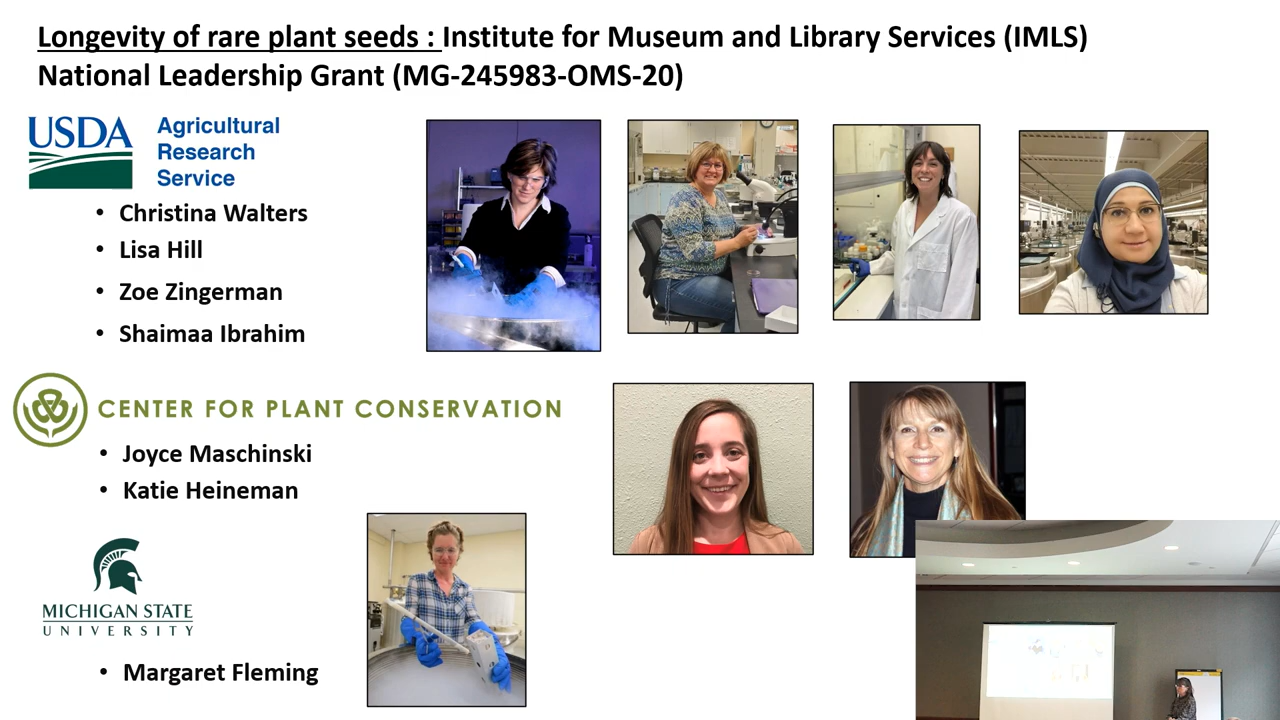 Longevity of rare plant seeds : Institute for Museum and Library Services (IMLS)
National Leadership Grant (MG-245983-OMS-20)
USDA
Agricultural
Research
Service
• Christina Walters
• Lisa Hill
• Zoe Zingerman
• Shaimaa Ibrahim
CENTER FOR PLANT CONSERVATION
• Joyce Maschinski
• Katie Heineman
MICHIGAN STATE
UNIVERSITY
• Margaret Fleming